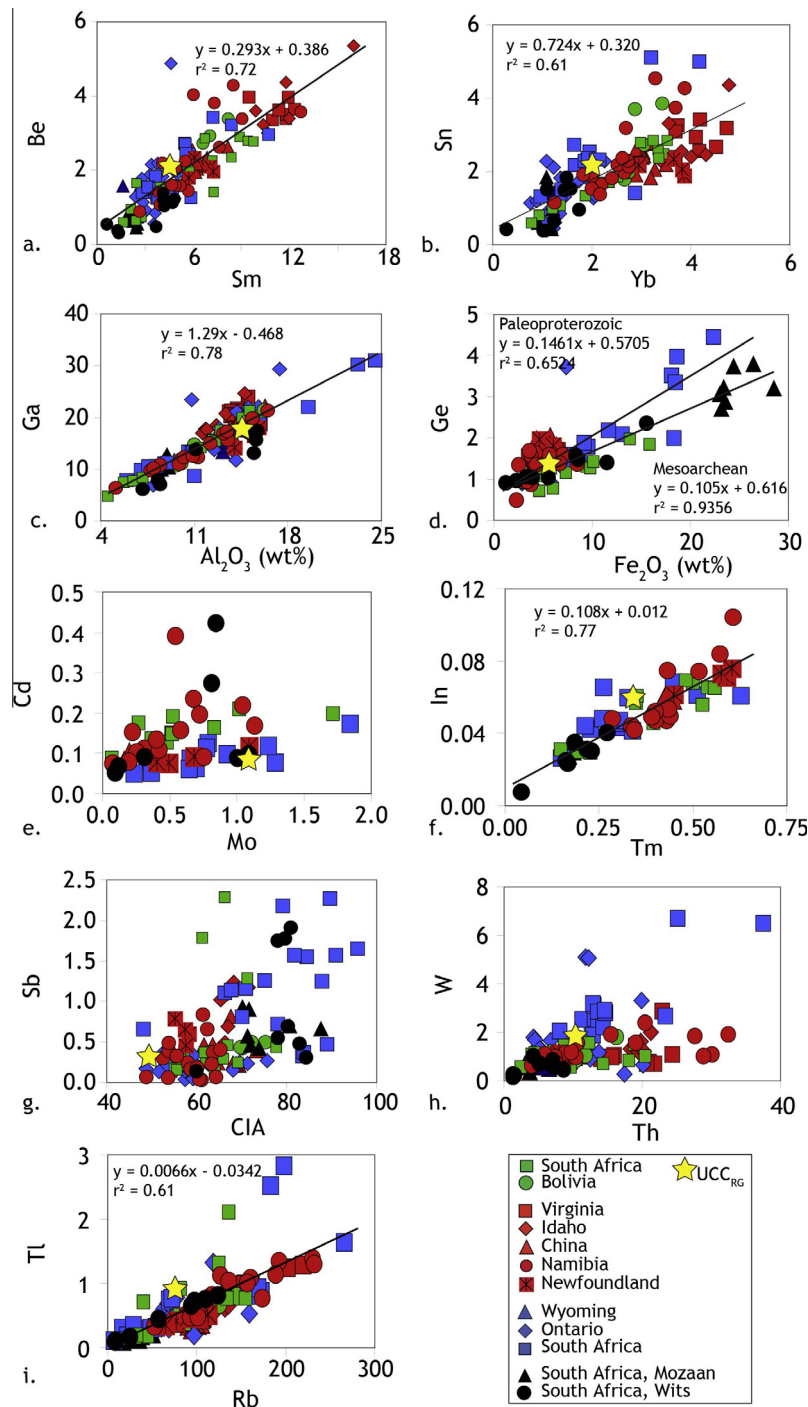 6
y = 0.293x + 0.386
r² = 0.72
4
Be
2
0
0 6 12 18
a.
Sm
6
y = 0.724x + 0.320
r² = 0.61
4
Sn
2
0
0 2 4 6
b.
Yb
40
y = 1.29x - 0.468
r² = 0.78
30
Ga
20
10
0
4 11 18 25
c.
Al₂O₃ (wt%)
5
Paleoproterozoic
y = 0.1461x + 0.5705
r² = 0.6524
4
3
Ge
2
1
0
Mesoarchean
y = 0.105x + 0.616
r² = 0.9356
0 10 20 30
d.
Fe₂O₃ (wt%)
0.5
0.4
0.3
Cd
0.2
0.1
0.0
0.0 0.5 1.0 1.5 2.0
e.
Mo
0.12
y = 0.108x + 0.012
r² = 0.77
0.08
In
0.04
0.00
0.00 0.25 0.50 0.75
f.
Tm
2.5
2.0
1.5
Sb
1.0
0.5
0.0
40 60 80 100
g.
CIA
8
6
W
4
2
0
0 20 40
h.
Th
3
y = 0.0066x - 0.0342
r² = 0.61
2
Tl
1
0
0 100 200 300
i.
Rb
South Africa
Bolivia
UCC_RG
Virginia
Idaho
China
Namibia
Newfoundland
Wyoming
Ontario
South Africa
South Africa, Mozaan
South Africa, Wits